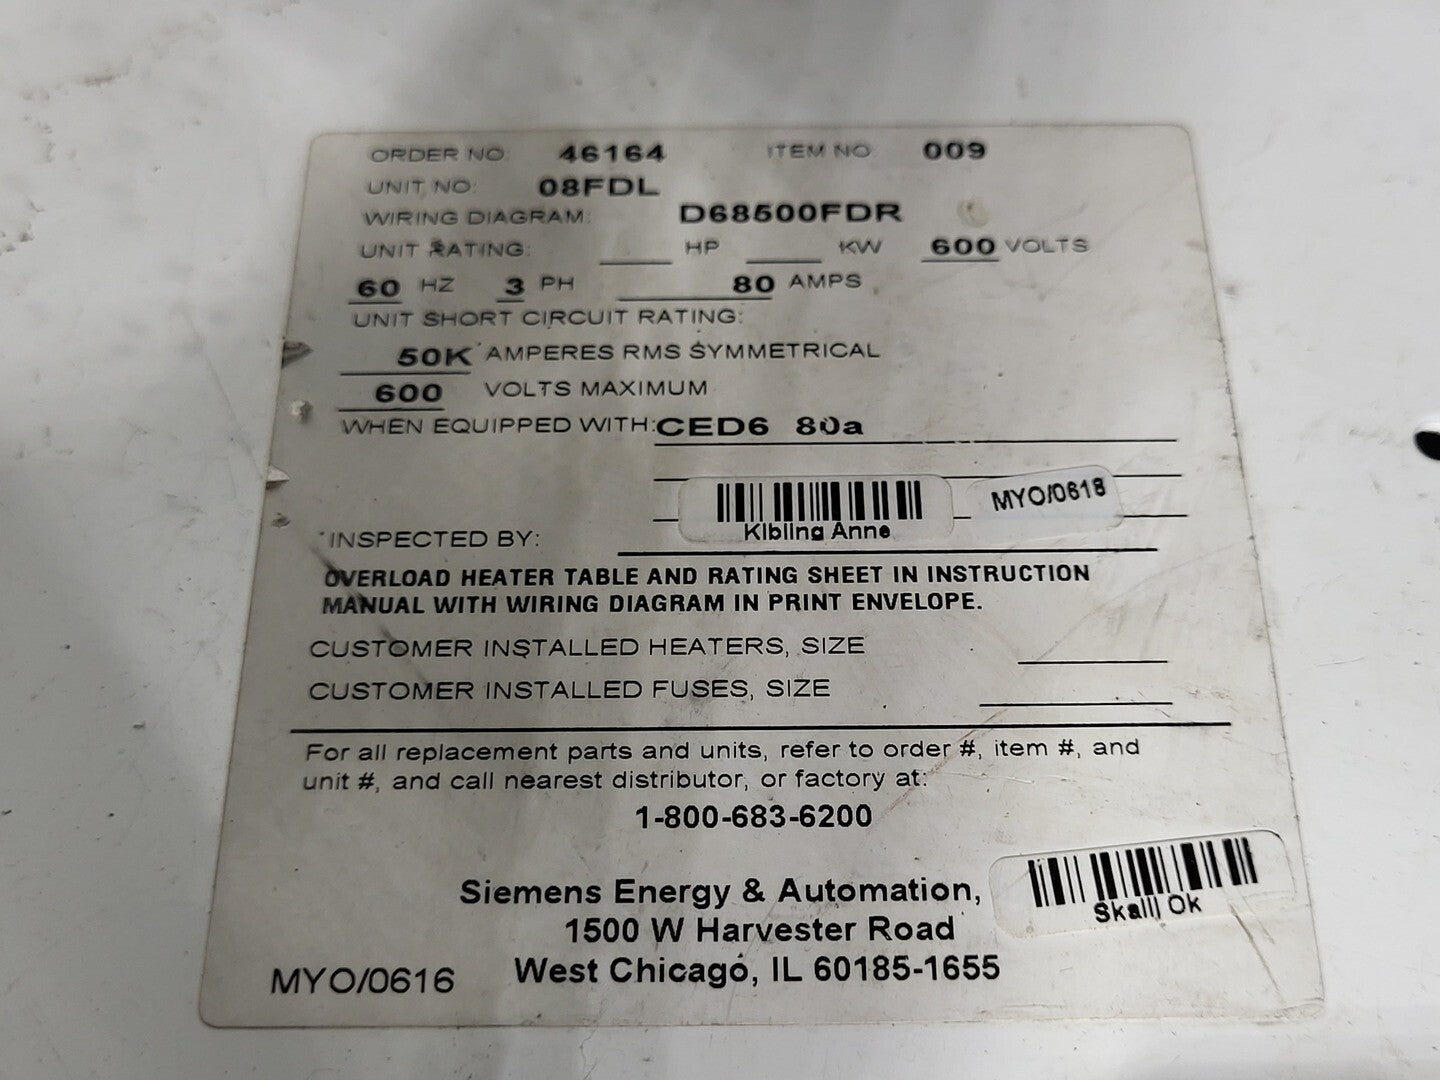 ORDER NO. 46164 ITEM NO. 009
UNIT NO: 08FDL
WIRING DIAGRAM: D68500FDR
UNIT RATING: ____ HP ____ KW 600 VOLTS
60 HZ 3 PH 80 AMPS
UNIT SHORT CIRCUIT RATING:
50K AMPERES RMS SYMMETRICAL
600 VOLTS MAXIMUM
WHEN EQUIPPED WITH: CED6 80a
MYO/0618
Kibling Anne
INSPECTED BY:
OVERLOAD HEATER TABLE AND RATING SHEET IN INSTRUCTION
MANUAL WITH WIRING DIAGRAM IN PRINT ENVELOPE.
CUSTOMER INSTALLED HEATERS, SIZE
CUSTOMER INSTALLED FUSES, SIZE
For all replacement parts and units, refer to order #, item #, and
unit #, and call nearest distributor, or factory at:
1-800-683-6200
Siemens Energy & Automation,
1500 W Harvester Road
West Chicago, IL 60185-1655
Ok
MYO/0616